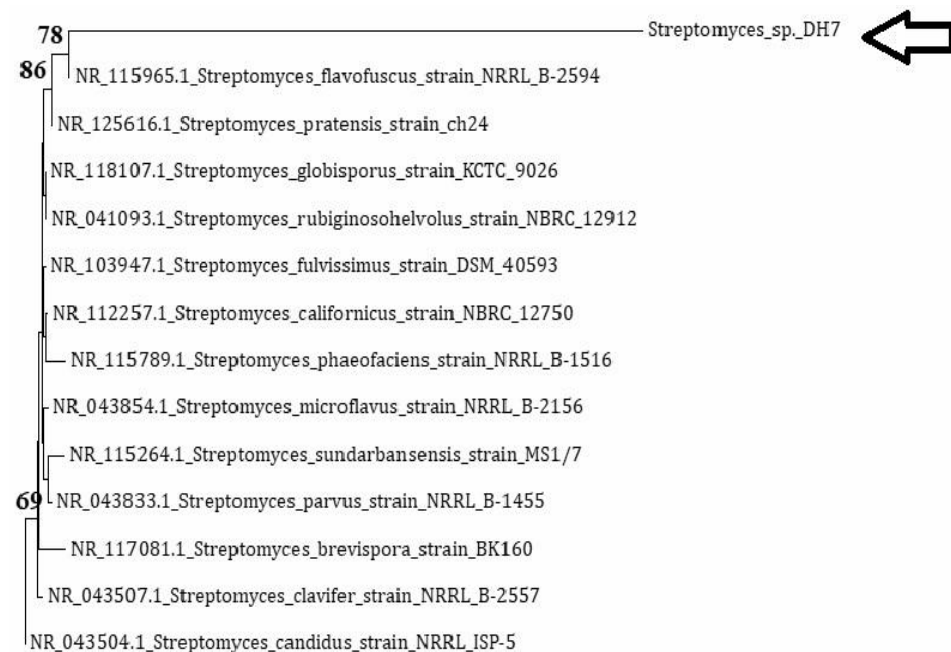 78
Streptomyces_sp._DH7
86
NR_115965.1_Streptomyces_flavofuscus_strain_NRRL_B-2594
NR_125616.1_Streptomyces_pratensis_strain_ch24
NR_118107.1_Streptomyces_globisporus_strain_KCTC_9026
NR_041093.1_Streptomyces_rubiginosohelvolus_strain_NBRC_12912
NR_103947.1_Streptomyces_fulvissimus_strain_DSM_40593
NR_112257.1_Streptomyces_californicus_strain_NBRC_12750
NR_115789.1_Streptomyces_phaeofaciens_strain_NRRL_B-1516
NR_043854.1_Streptomyces_microflavus_strain_NRRL_B-2156
NR_115264.1_Streptomyces_sundarbansensis_strain_MS1/7
69
NR_043833.1_Streptomyces_parvus_strain_NRRL_B-1455
NR_117081.1_Streptomyces_brevispora_strain_BK160
NR_043507.1_Streptomyces_clavifer_strain_NRRL_B-2557
NR_043504.1_Streptomyces_candidus_strain_NRRL_ISP-5